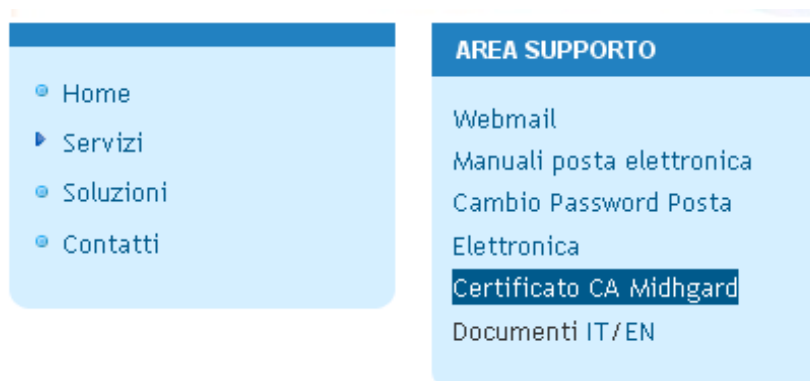 Home
Servizi
Soluzioni
Contatti
AREA SUPPORTO
Webmail
Manuali posta elettronica
Cambio Password Posta
Elettronica
Certificato CA Midhgard
Documenti IT/EN